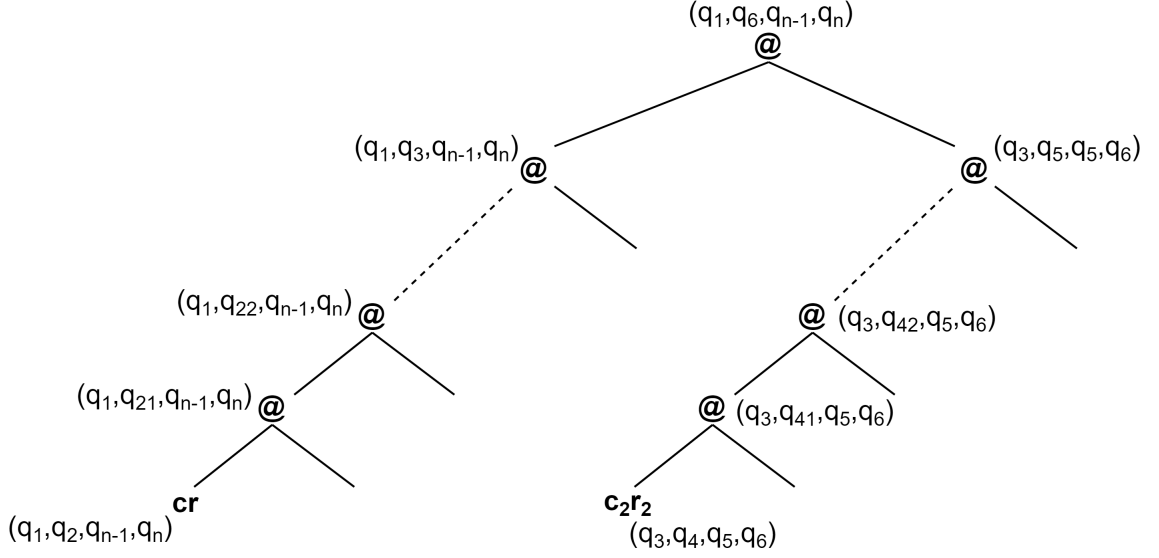 (q₁,q₆,qₙ₋₁,qₙ)
@
(q₁,q₃,qₙ₋₁,qₙ)
@
@
(q₃,q₅,q₅,q₆)
(q₁,q₂₂,qₙ₋₁,qₙ)
@
@
(q₃,q₄₂,q₅,q₆)
(q₁,q₂₁,qₙ₋₁,qₙ)
@
@
(q₃,q₄₁,q₅,q₆)
cr
c₂r₂
(q₁,q₂,qₙ₋₁,qₙ)
(q₃,q₄,q₅,q₆)